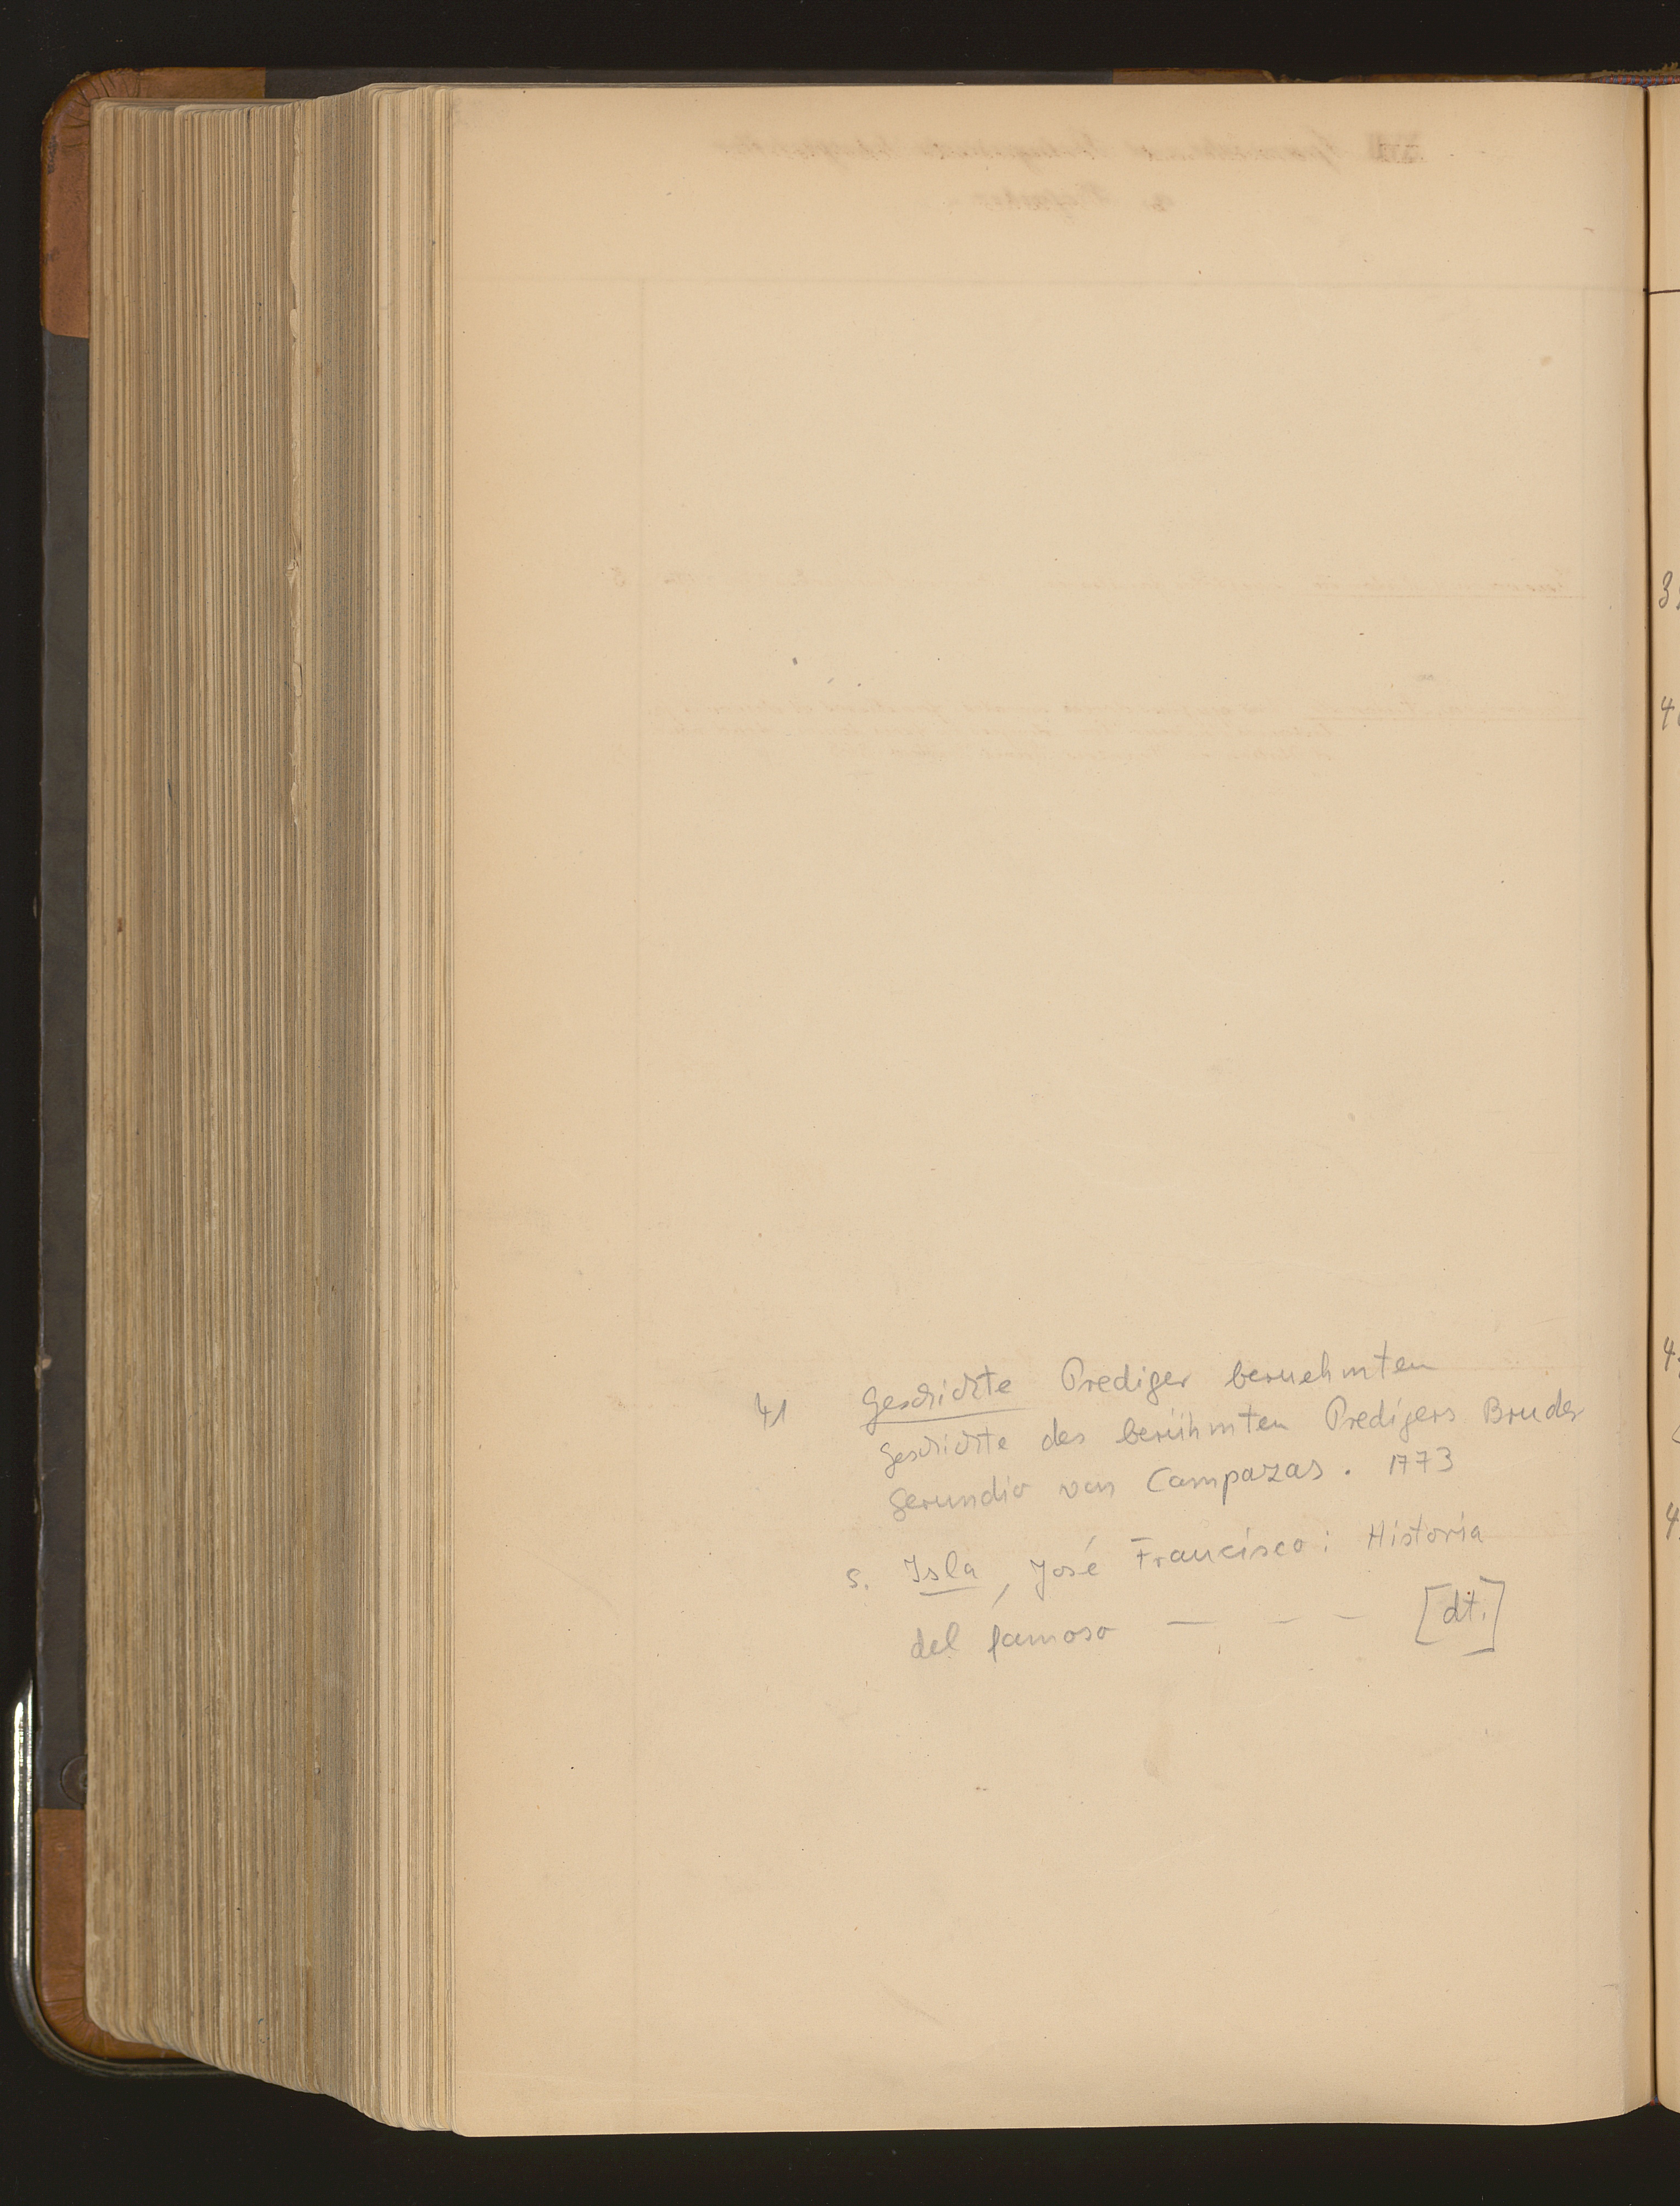 41 Geschichte Prediger beruehmten
Geschichte des berühmten Predigers Bruder
Gerundio von Campazas. 1773
s. Isla, José Francisco: Historia
del famoso — – – [dt.]